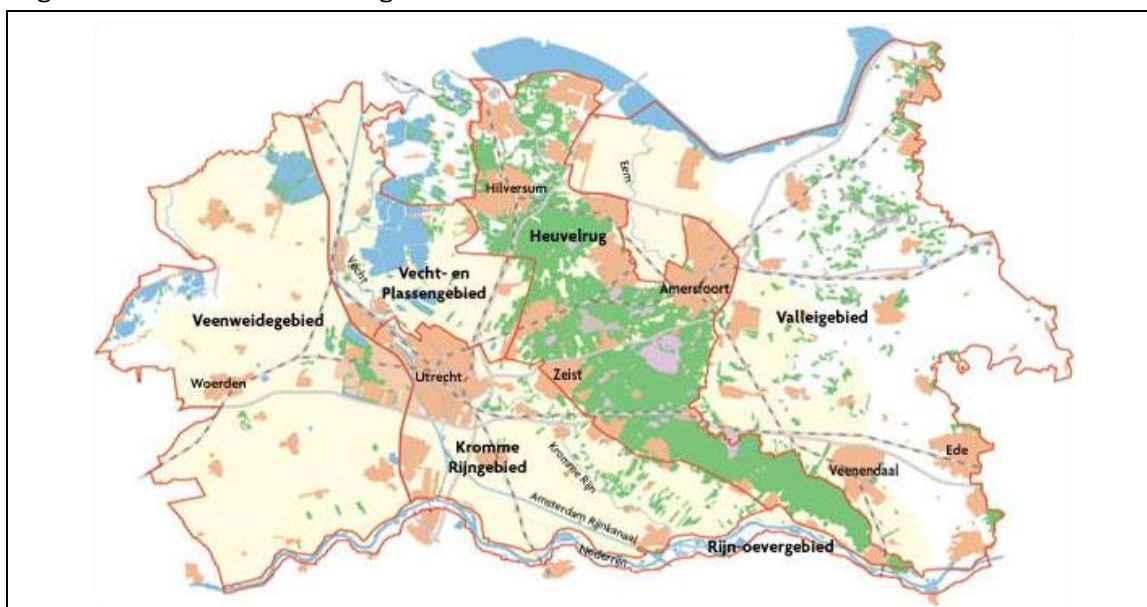 Hilversum
Eem
Heuvelrug
Vecht
Vecht- en
Plassengebied
Amersfoort
Veenweidegebied
Valleigebied
Woerden
Utrecht
Zeist
Kromme
Rijngebied
Kromme Rijn
Ede
Veenendaal
Amsterdam Rijnkanaal
Rijn-oevergebied
Nederrijn